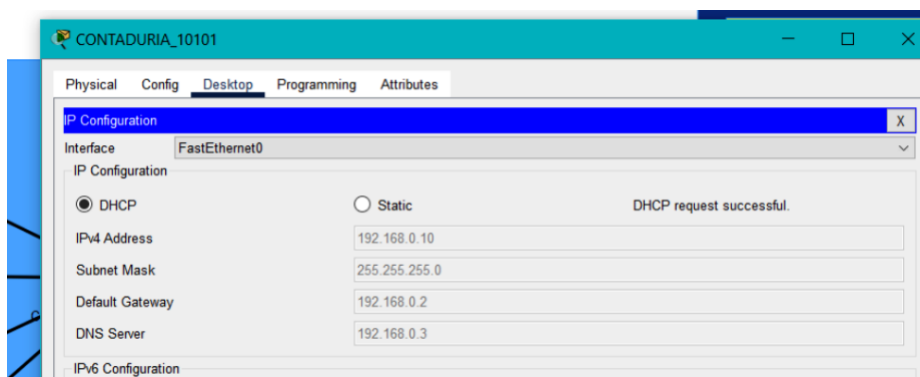 CONTADURIA_10101
Physical Config Desktop Programming Attributes
IP Configuration X
Interface FastEthernet0
IP Configuration
DHCP Static DHCP request successful.
IPv4 Address 192.168.0.10
Subnet Mask 255.255.255.0
Default Gateway 192.168.0.2
DNS Server 192.168.0.3
IPv6 Configuration